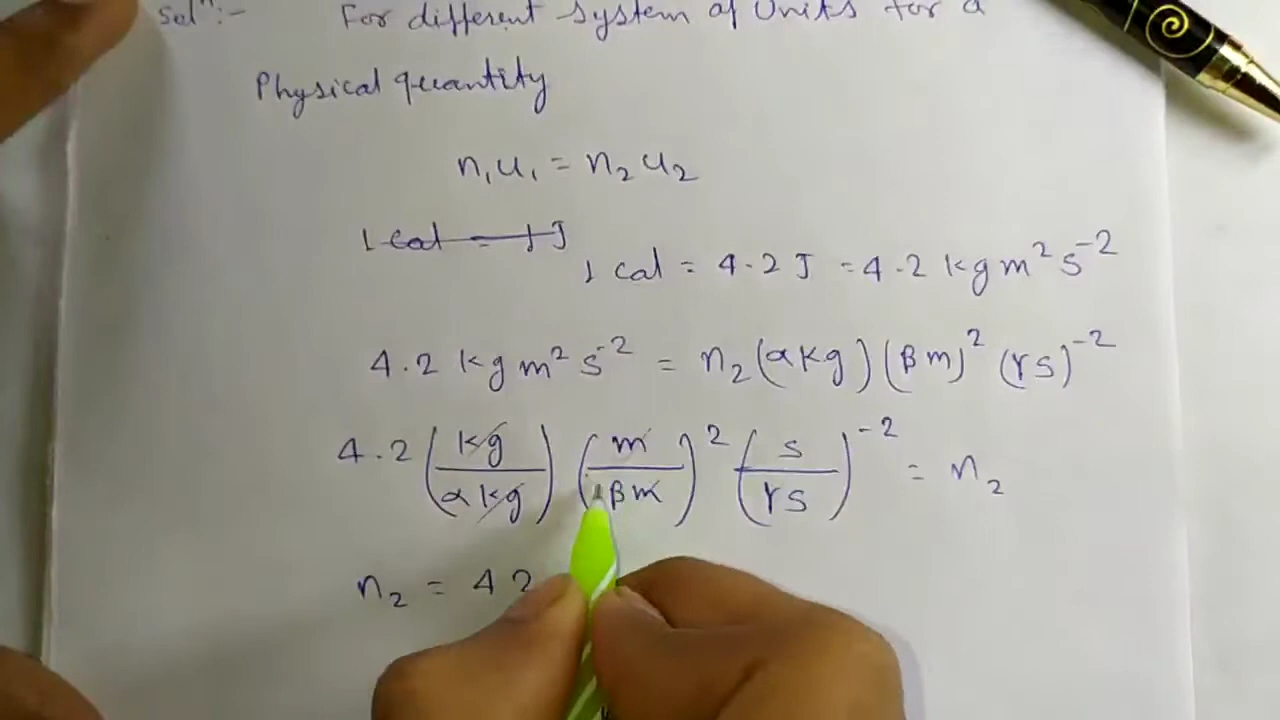 Solⁿ:- For different System of Units for a
Physical quantity
n₁u₁ = n₂u₂
1 Cal = 1 J
1 Cal = 4.2 J = 4.2 kg m² s⁻²
4.2 kg m² s⁻² = n₂ (α kg) (β m)² (γ s)⁻²
4.2 (kg / α kg) (m / β m)² (s / γ s)⁻² = n₂
n₂ = 4.2